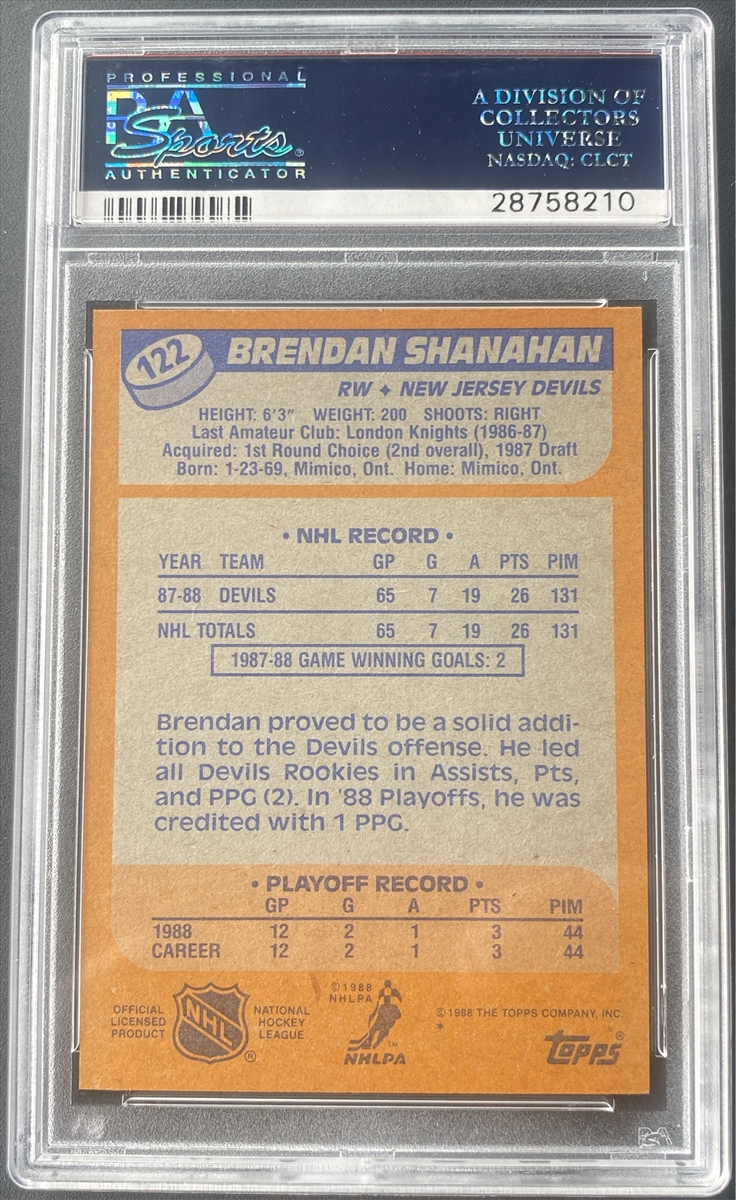 PROFESSIONAL
PSA
Sports®
AUTHENTICATOR
A DIVISION OF
COLLECTORS
UNIVERSE
NASDAQ: CLCT
28758210
122
BRENDAN SHANAHAN
RW ✦ NEW JERSEY DEVILS
HEIGHT: 6'3" WEIGHT: 200 SHOOTS: RIGHT
Last Amateur Club: London Knights (1986-87)
Acquired: 1st Round Choice (2nd overall), 1987 Draft
Born: 1-23-69, Mimico, Ont. Home: Mimico, Ont.
• NHL RECORD •
YEAR TEAM GP G A PTS PIM
87-88 DEVILS 65 7 19 26 131
NHL TOTALS 65 7 19 26 131
1987-88 GAME WINNING GOALS: 2
Brendan proved to be a solid addi-
tion to the Devils offense. He led
all Devils Rookies in Assists, Pts,
and PPG (2). In '88 Playoffs, he was
credited with 1 PPG.
• PLAYOFF RECORD •
GP G A PTS PIM
1988 12 2 1 3 44
CAREER 12 2 1 3 44
OFFICIAL
LICENSED
PRODUCT
NHL
®
NATIONAL
HOCKEY
LEAGUE
©1988
NHLPA
TM
NHLPA
©1988 THE TOPPS COMPANY, INC.
*
topps®
PSA